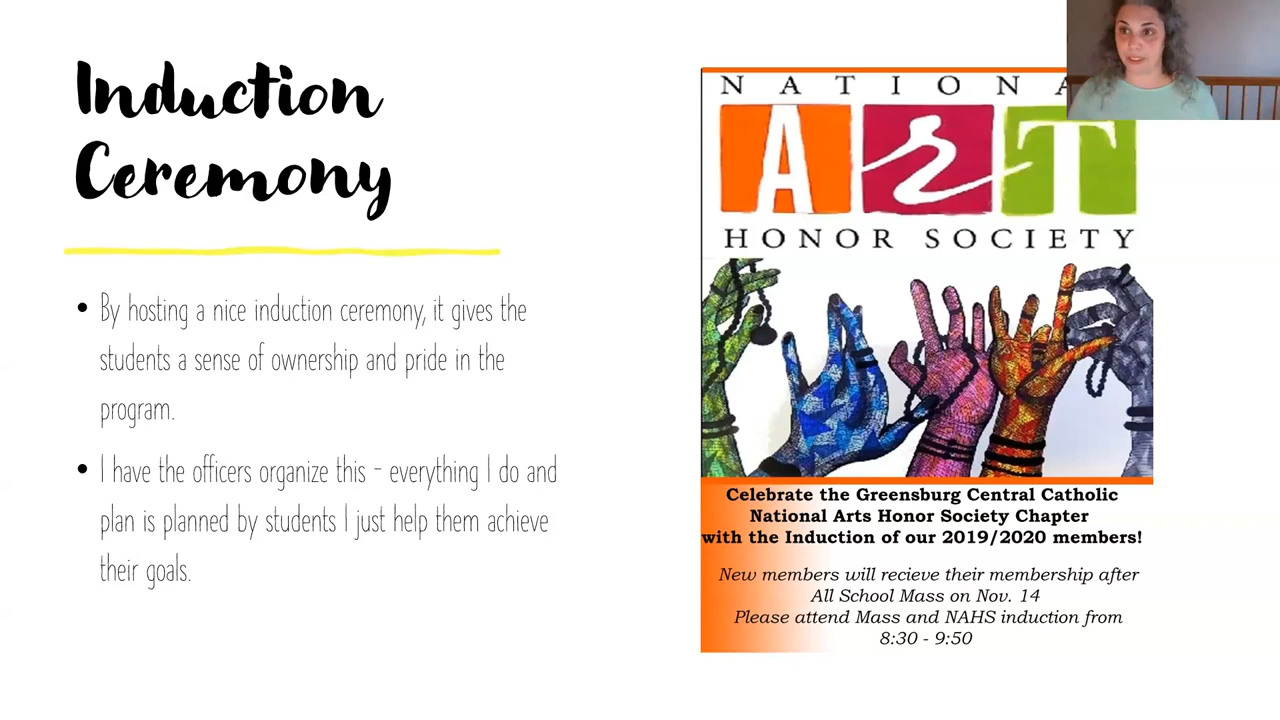 Induction
Ceremony
• By hosting a nice induction ceremony, it gives the
students a sense of ownership and pride in the
program.
• I have the officers organize this - everything I do and
plan is planned by students I just help them achieve
their goals.
NATIONA
ArT
HONOR SOCIETY
Celebrate the Greensburg Central Catholic
National Arts Honor Society Chapter
with the Induction of our 2019/2020 members!
New members will recieve their membership after
All School Mass on Nov. 14
Please attend Mass and NAHS induction from
8:30 - 9:50